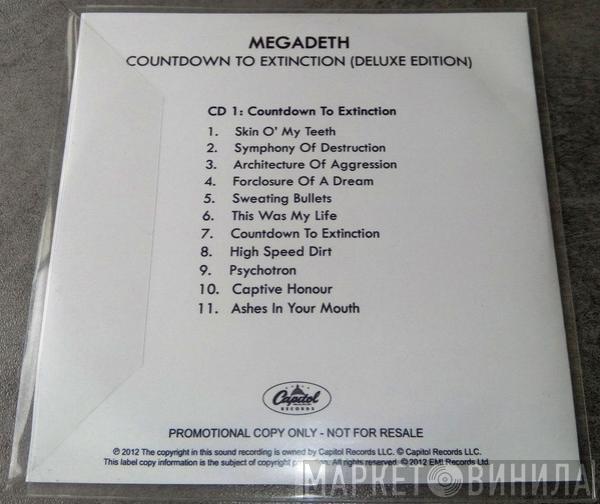 MEGADETH
COUNTDOWN TO EXTINCTION (DELUXE EDITION)
CD 1: Countdown To Extinction
1. Skin O' My Teeth
2. Symphony Of Destruction
3. Architecture Of Aggression
4. Forclosure Of A Dream
5. Sweating Bullets
6. This Was My Life
7. Countdown To Extinction
8. High Speed Dirt
9. Psychotron
10. Captive Honour
11. Ashes In Your Mouth
Capitol
RECORDS
PROMOTIONAL COPY ONLY - NOT FOR RESALE
℗ 2012 The copyright in this sound recording is owned by Capitol Records LLC. © Capitol Records LLC.
This label copy information is the subject of copyright All rights reserved. © 2012 EMI Records Ltd.
МАРКЕТ ВИНИЛА